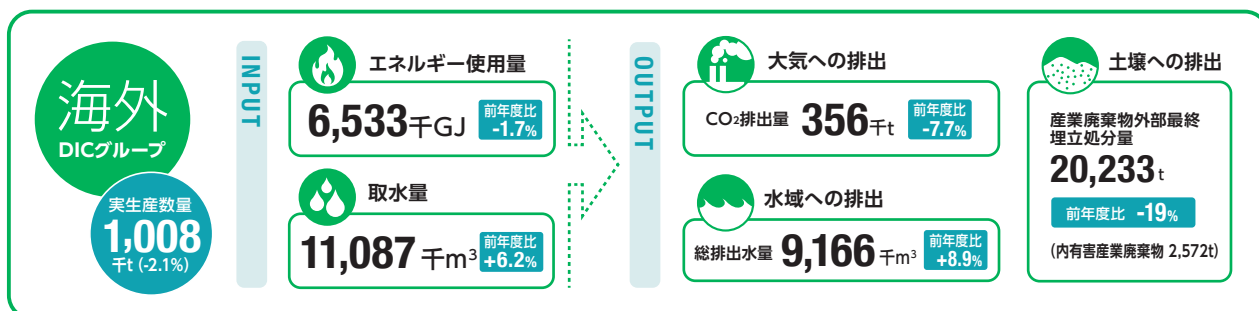 海外
DICグループ
実生産数量
1,008
千t (-2.1%)
INPUT
エネルギー使用量
6,533千GJ
前年度比
-1.7%
取水量
11,087千m³
前年度比
+6.2%
OUTPUT
大気への排出
CO₂排出量 356千t
前年度比
-7.7%
水域への排出
総排出水量 9,166千m³
前年度比
+8.9%
土壌への排出
産業廃棄物外部最終
埋立処分量
20,233t
前年度比 -19%
(内有害産業廃棄物 2,572t)